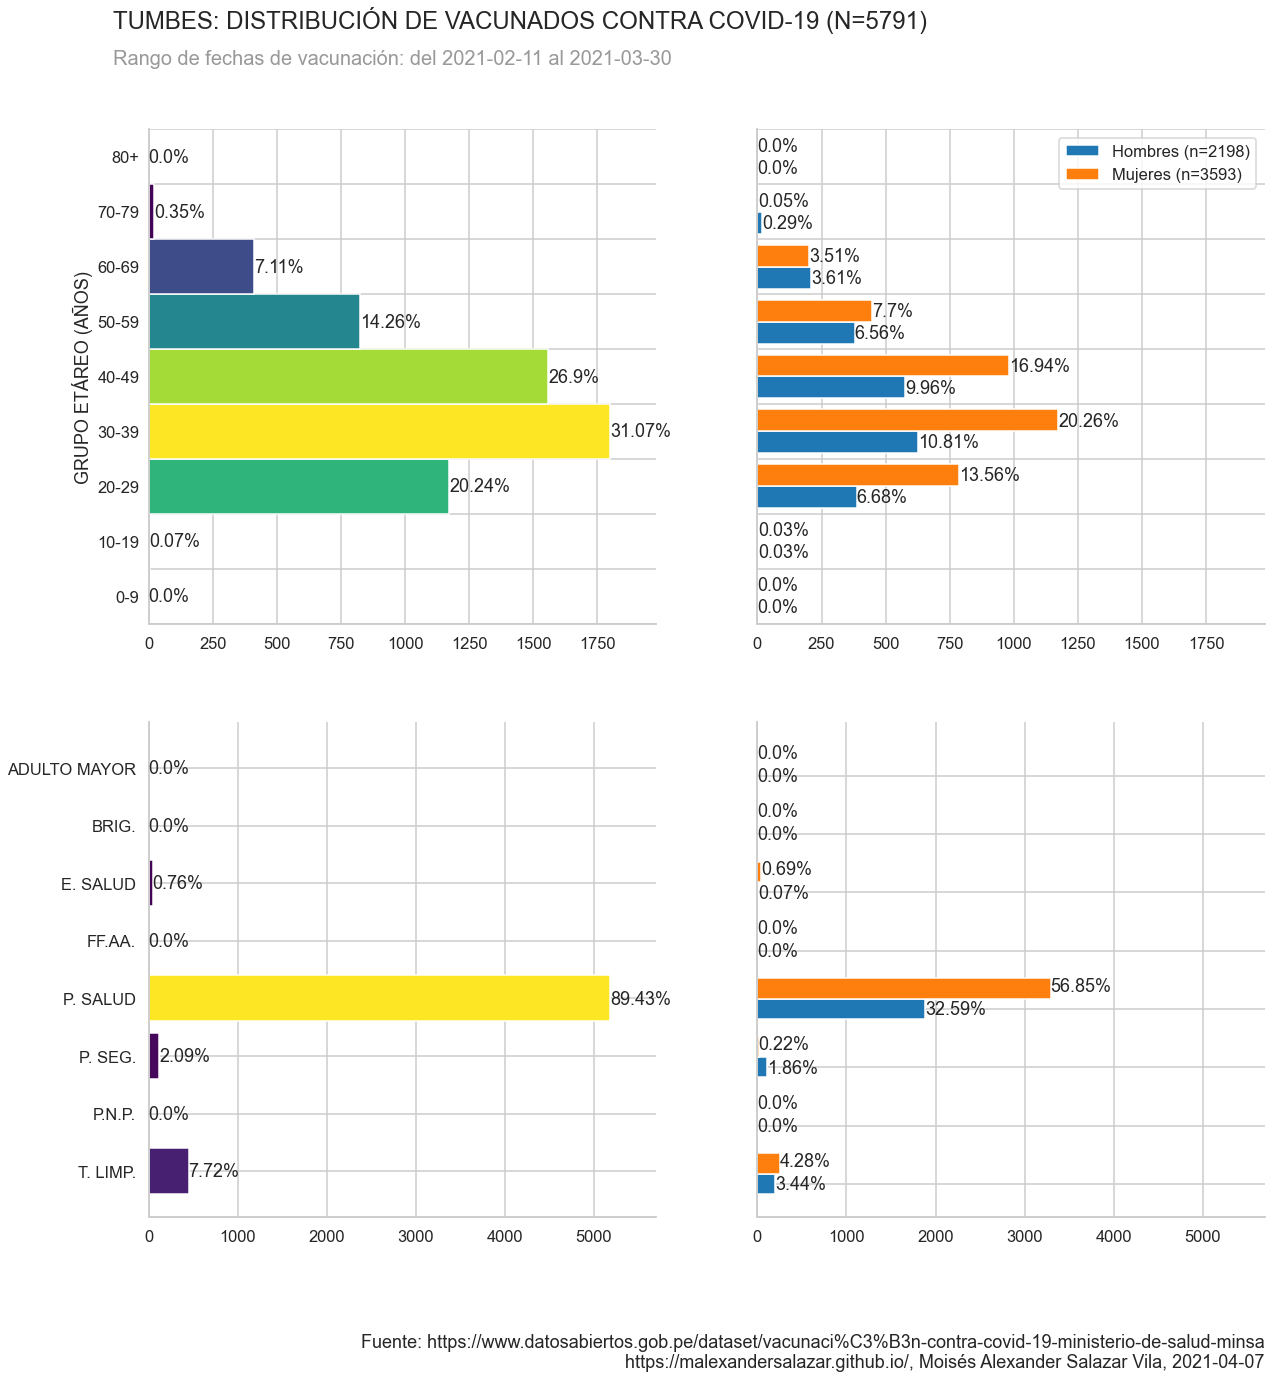 TUMBES: DISTRIBUCIÓN DE VACUNADOS CONTRA COVID-19 (N=5791)
Rango de fechas de vacunación: del 2021-02-11 al 2021-03-30
GRUPO ETÁREO (AÑOS)
80+ 0.0%
70-79 0.35%
60-69 7.11%
50-59 14.26%
40-49 26.9%
30-39 31.07%
20-29 20.24%
10-19 0.07%
0-9 0.0%
0 250 500 750 1000 1250 1500 1750
Hombres (n=2198)
Mujeres (n=3593)
0.0%
0.0%
0.05%
0.29%
3.51%
3.61%
7.7%
6.56%
16.94%
9.96%
20.26%
10.81%
13.56%
6.68%
0.03%
0.03%
0.0%
0.0%
0 250 500 750 1000 1250 1500 1750
ADULTO MAYOR 0.0%
BRIG. 0.0%
E. SALUD 0.76%
FF.AA. 0.0%
P. SALUD 89.43%
P. SEG. 2.09%
P.N.P. 0.0%
T. LIMP. 7.72%
0 1000 2000 3000 4000 5000
0.0%
0.0%
0.0%
0.0%
0.69%
0.07%
0.0%
0.0%
56.85%
32.59%
0.22%
1.86%
0.0%
0.0%
4.28%
3.44%
0 1000 2000 3000 4000 5000
Fuente: https://www.datosabiertos.gob.pe/dataset/vacunaci%C3%B3n-contra-covid-19-ministerio-de-salud-minsa
https://malexandersalazar.github.io/, Moisés Alexander Salazar Vila, 2021-04-07